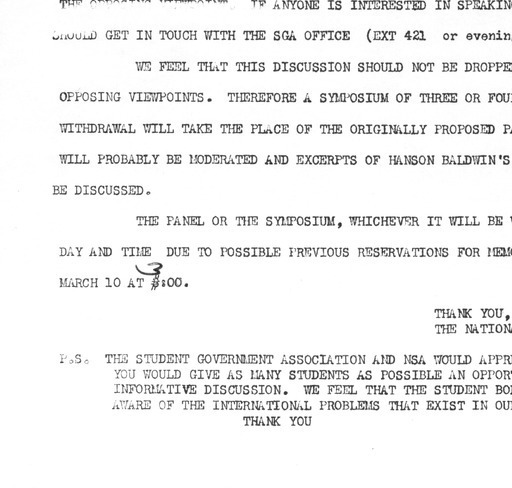 THE OPPOSING VIEWPOINT. IF ANYONE IS INTERESTED IN SPEAKING
SHOULD GET IN TOUCH WITH THE SGA OFFICE (EXT 421 or evenin
WE FEEL THAT THIS DISCUSSION SHOULD NOT BE DROPPE
OPPOSING VIEWPOINTS. THEREFORE A SYMPOSIUM OF THREE OR FOU
WITHDRAWAL WILL TAKE THE PLACE OF THE ORIGINALLY PROPOSED PA
WILL PROBABLY BE MODERATED AND EXCERPTS OF HANSON BALDWIN'S
BE DISCUSSED.
THE PANEL OR THE SYMPOSIUM, WHICHEVER IT WILL BE
DAY AND TIME DUE TO POSSIBLE PREVIOUS RESERVATIONS FOR MEMO
MARCH 10 AT 3:00.
THANK YOU,
THE NATIONA
P.S. THE STUDENT GOVERNMENT ASSOCIATION AND NSA WOULD APPRE
YOU WOULD GIVE AS MANY STUDENTS AS POSSIBLE AN OPPORT
INFORMATIVE DISCUSSION. WE FEEL THAT THE STUDENT BOD
AWARE OF THE INTERNATIONAL PROBLEMS THAT EXIST IN OU
THANK YOU